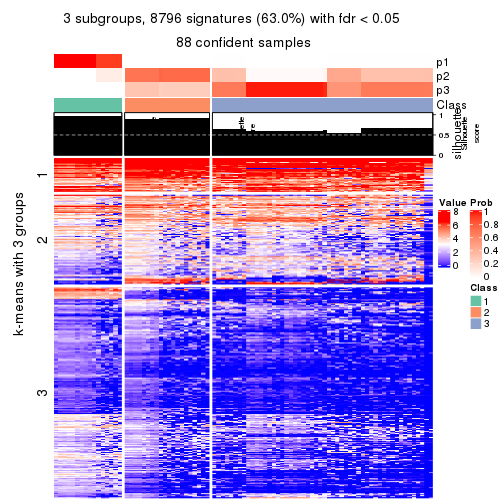 3 subgroups, 8796 signatures (63.0%) with fdr < 0.05
88 confident samples
p1
p2
p3
Class
1
0.5
0
silhouette
Silhouette
score
k-means with 3 groups
1
2
3
Value
8
6
4
2
0
Prob
1
0.8
0.6
0.4
0.2
0
Class
1
2
3